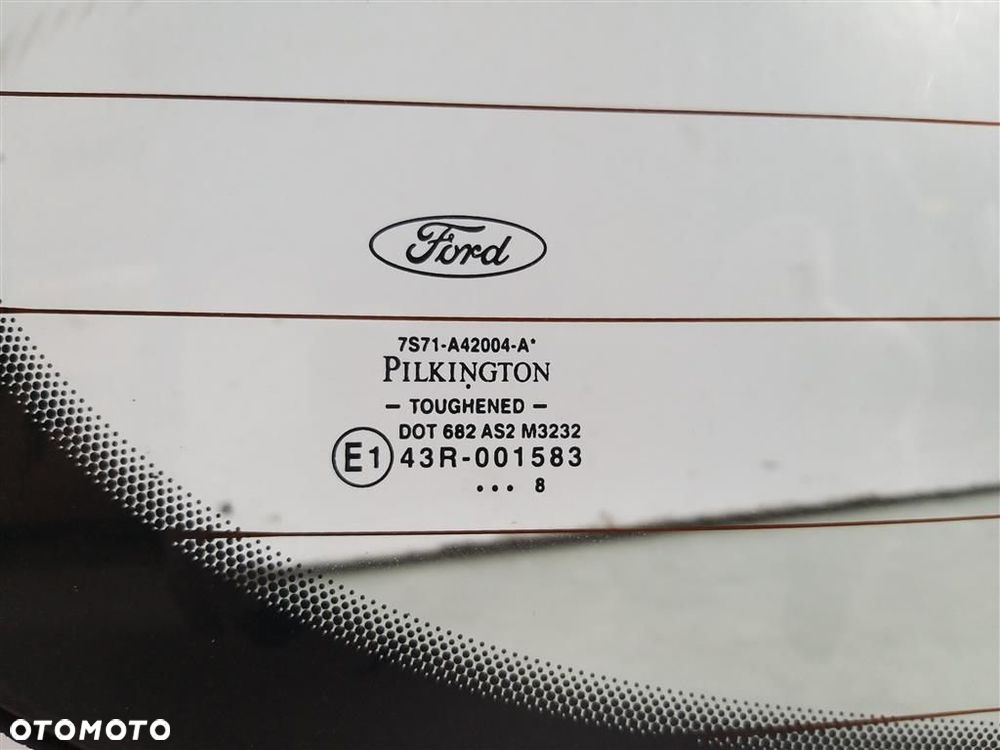 Ford
7S71-A42004-A*
PILKINGTON
– TOUGHENED –
DOT 682 AS2 M3232
E1 43R-001583
... 8
OTOMOTO